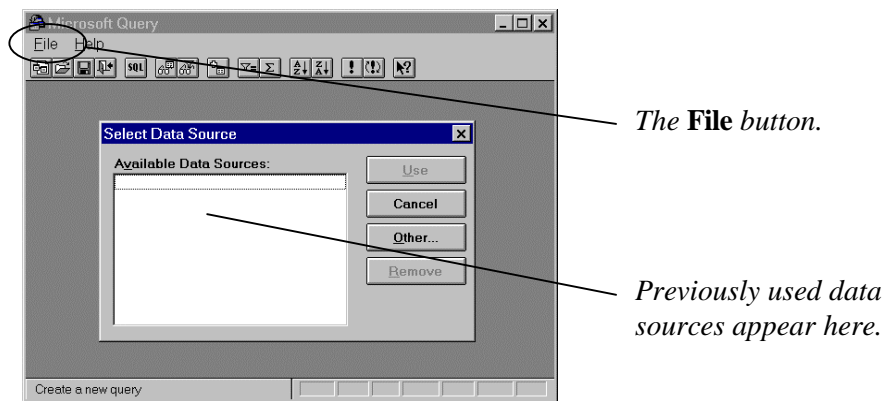 Microsoft Query
File Help
SQL
The File button.
Select Data Source
Available Data Sources:
Use
Cancel
Other...
Remove
Previously used data
sources appear here.
Create a new query